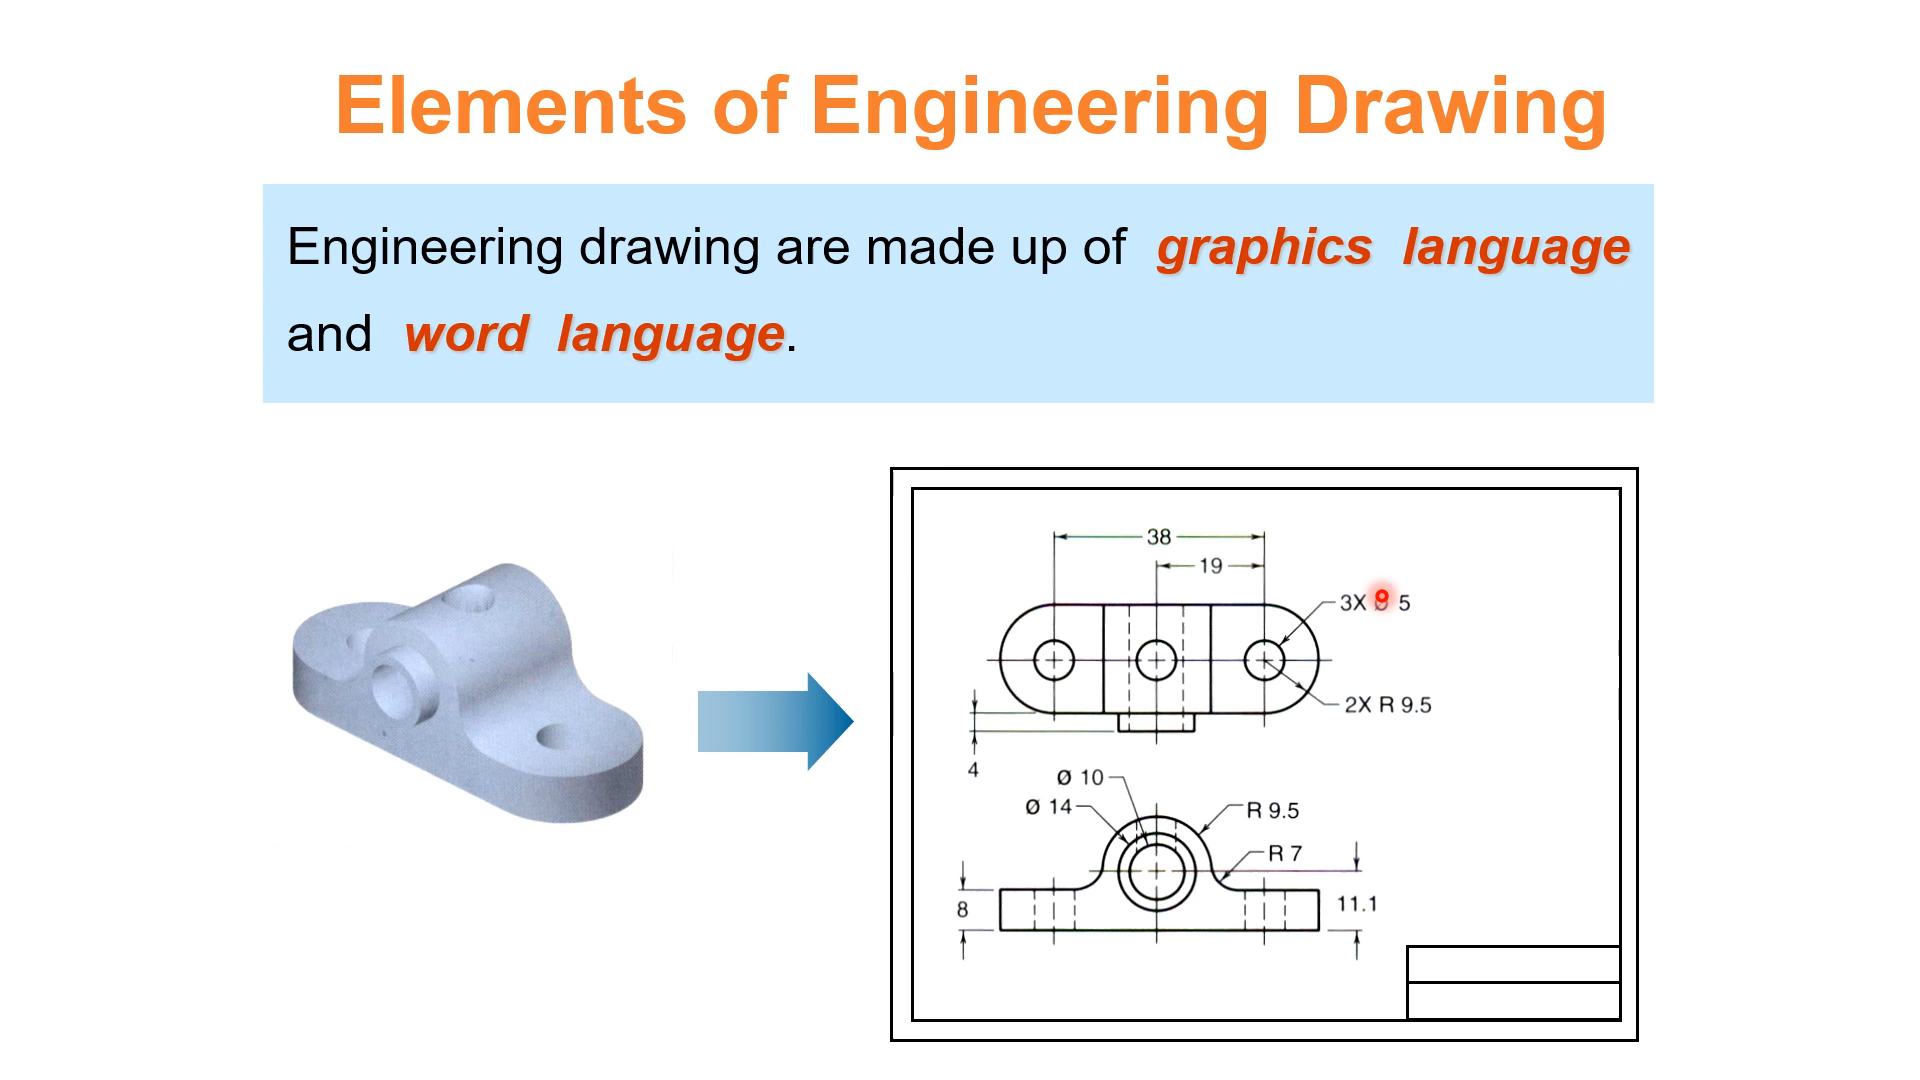 Elements of Engineering Drawing
Engineering drawing are made up of graphics language
and word language.
38
19
3X Ø 5
2X R 9.5
4
Ø 10
Ø 14
R 9.5
R 7
8
11.1